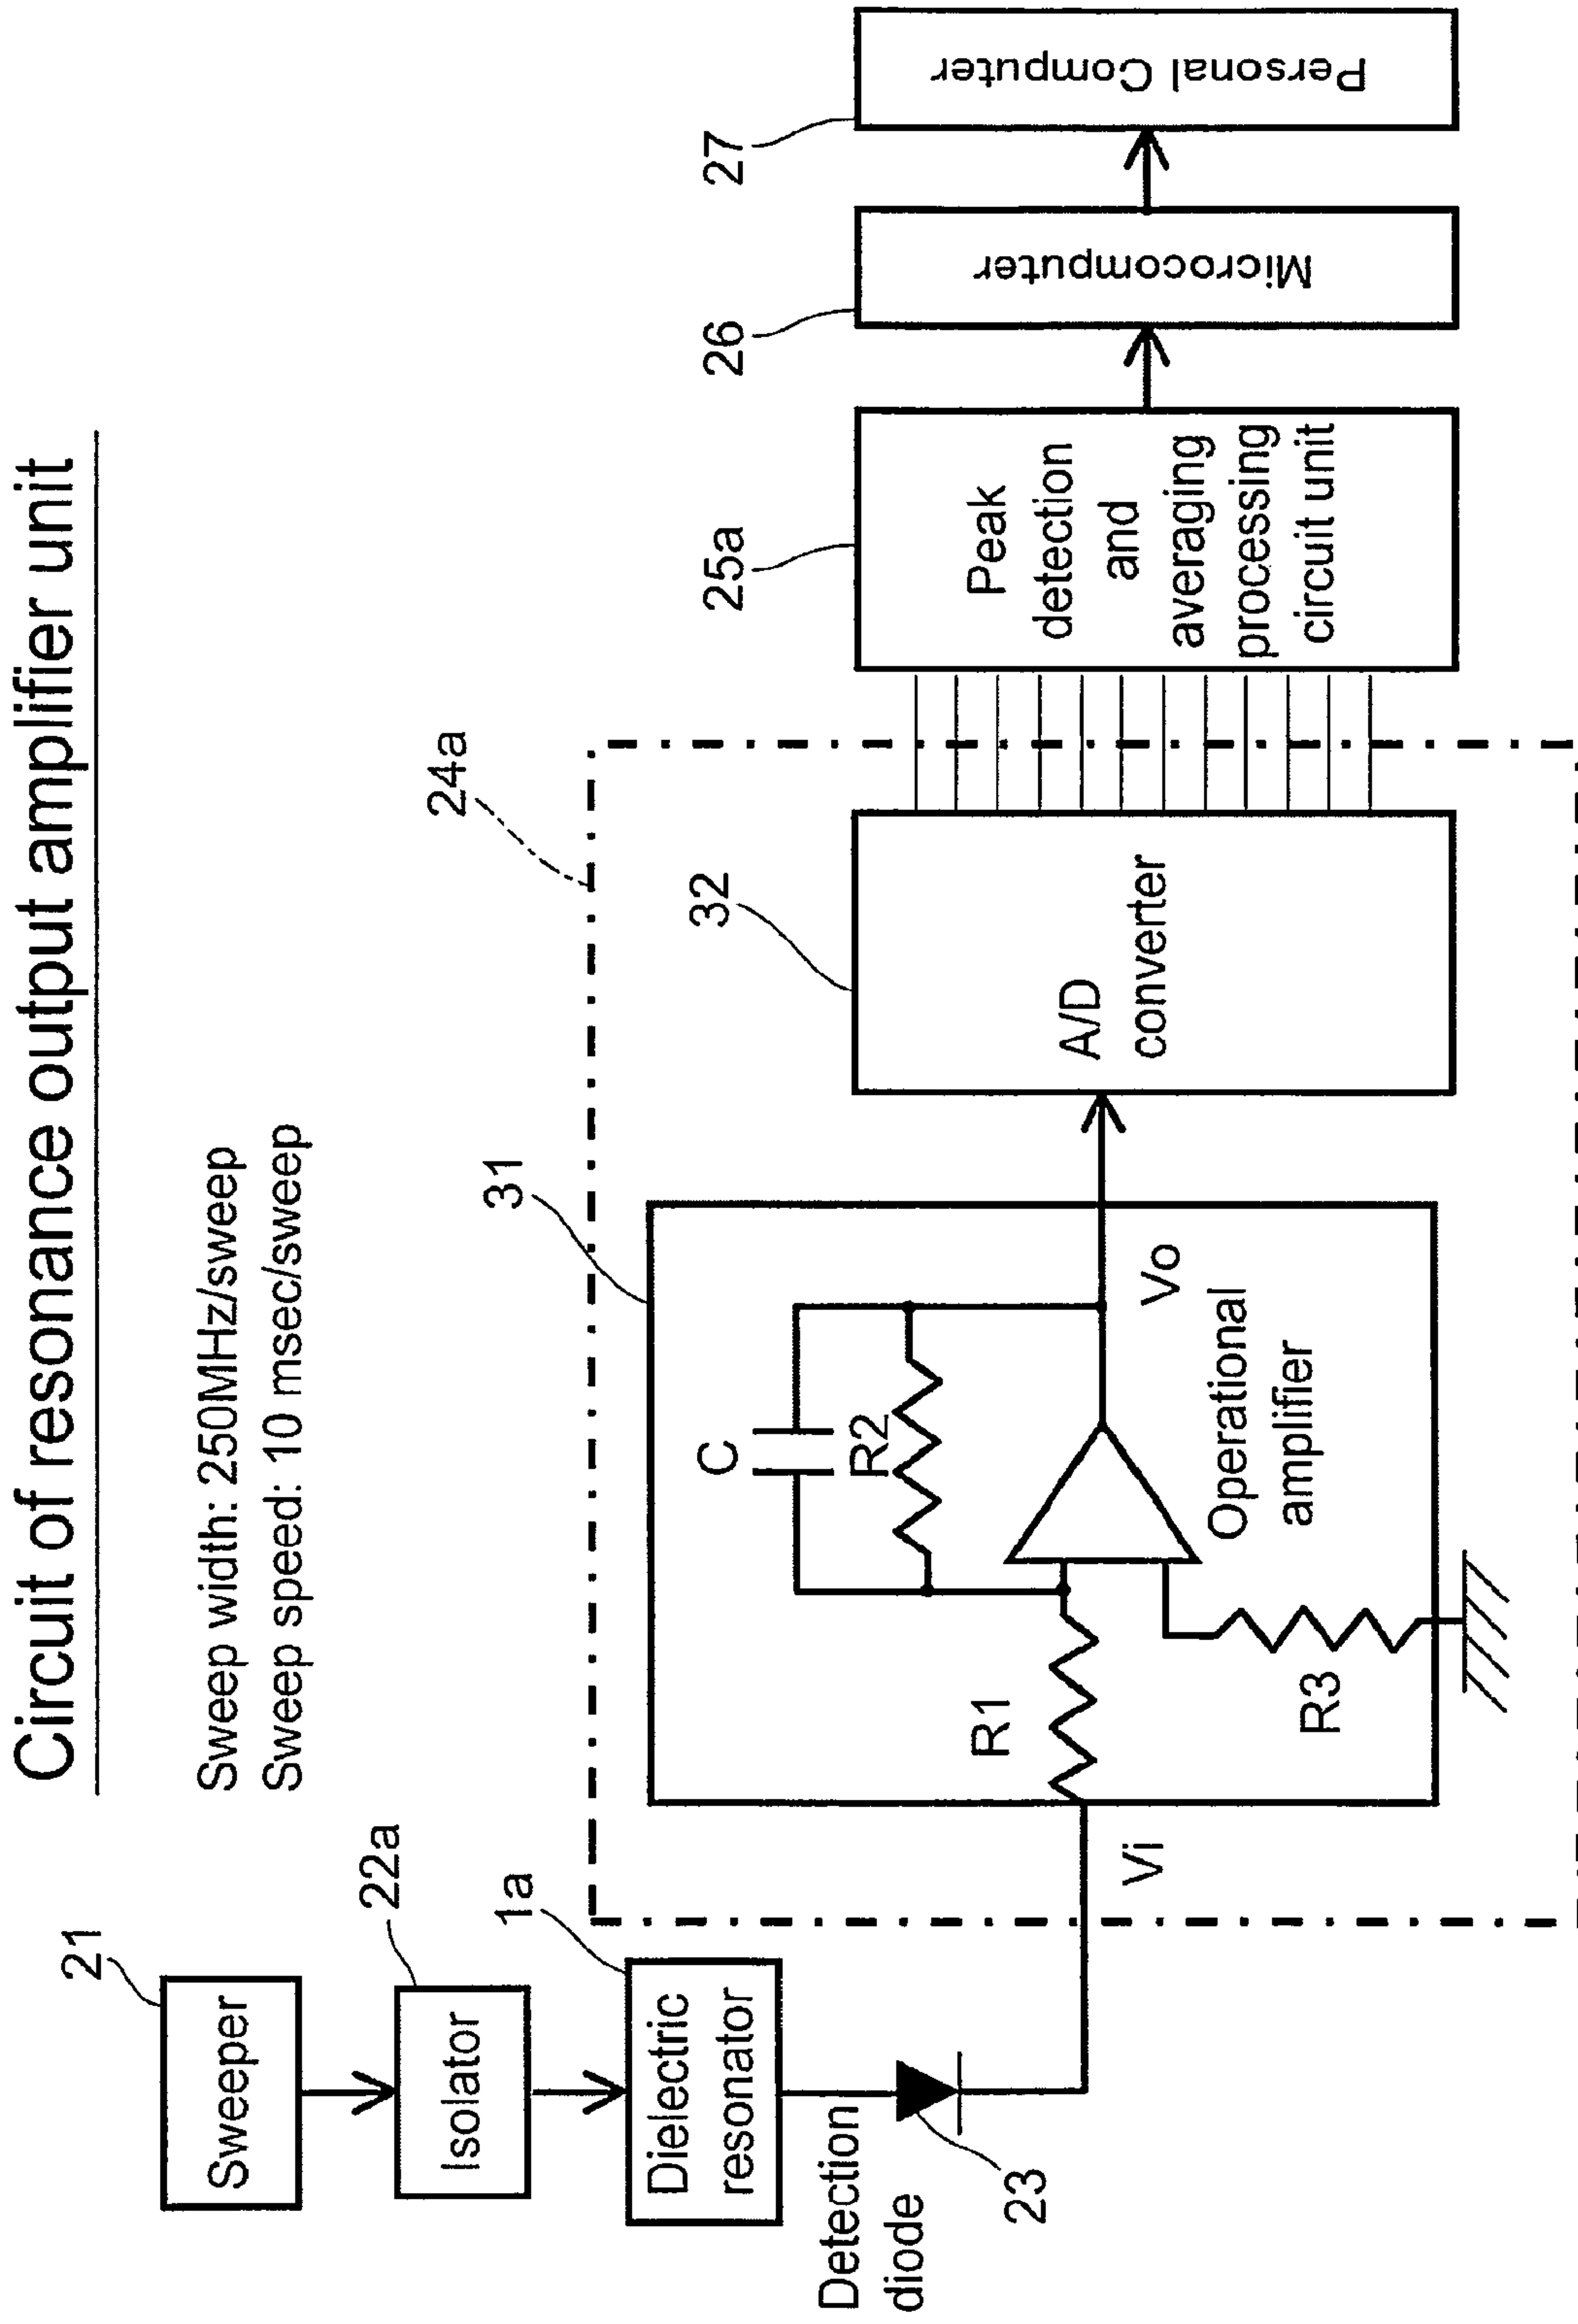 Circuit of resonance output amplifier unit
Sweep width: 250MHz/sweep
Sweep speed: 10 msec/sweep
21
Sweeper
22a
Isolator
1a
Dielectric
resonator
Detection
diode
23
Vi
24a
31
C
R2
R1
R3
Vo
Operational
amplifier
32
A/D
converter
25a
Peak
detection
and
averaging
processing
circuit unit
26
Microcomputer
27
Personal Computer